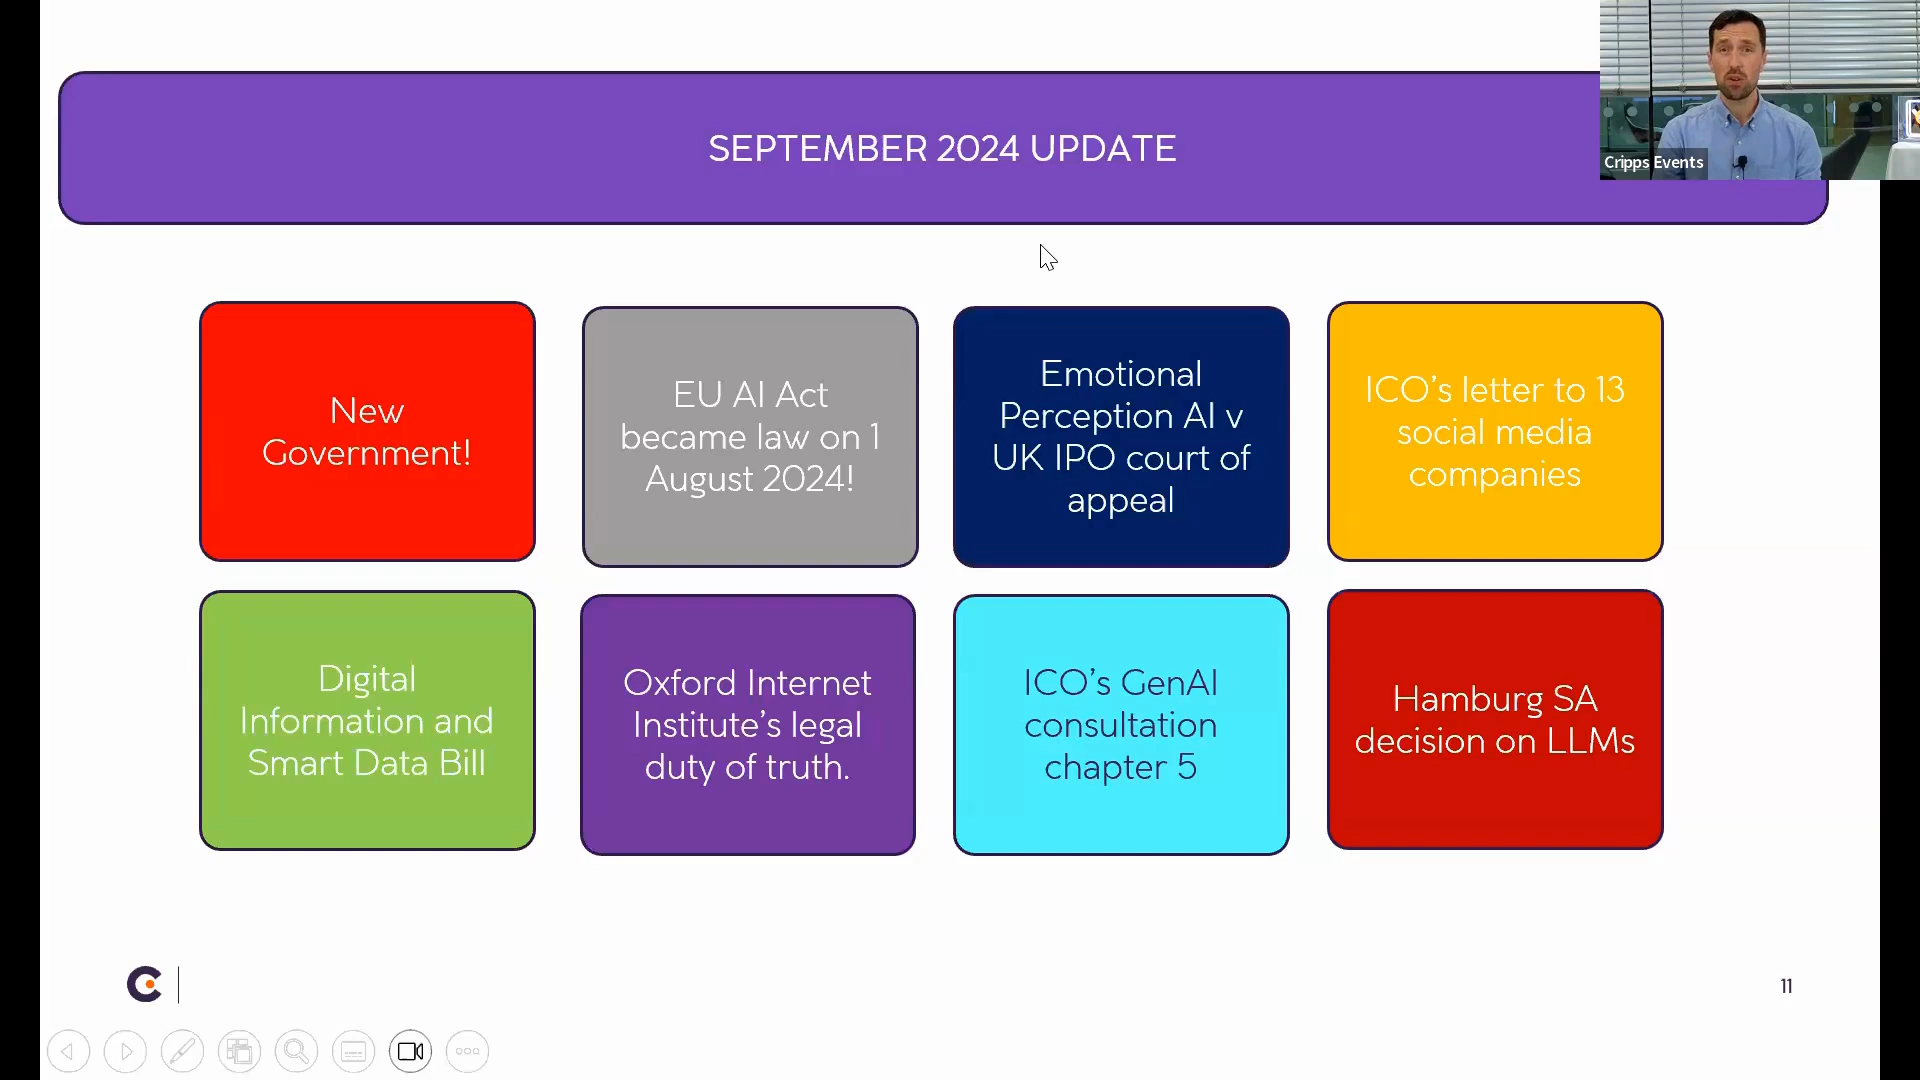 SEPTEMBER 2024 UPDATE
Cripps Events
New
Government!
EU AI Act
became law on 1
August 2024!
Emotional
Perception AI v
UK IPO court of
appeal
ICO’s letter to 13
social media
companies
Digital
Information and
Smart Data Bill
Oxford Internet
Institute’s legal
duty of truth.
ICO’s GenAI
consultation
chapter 5
Hamburg SA
decision on LLMs
11